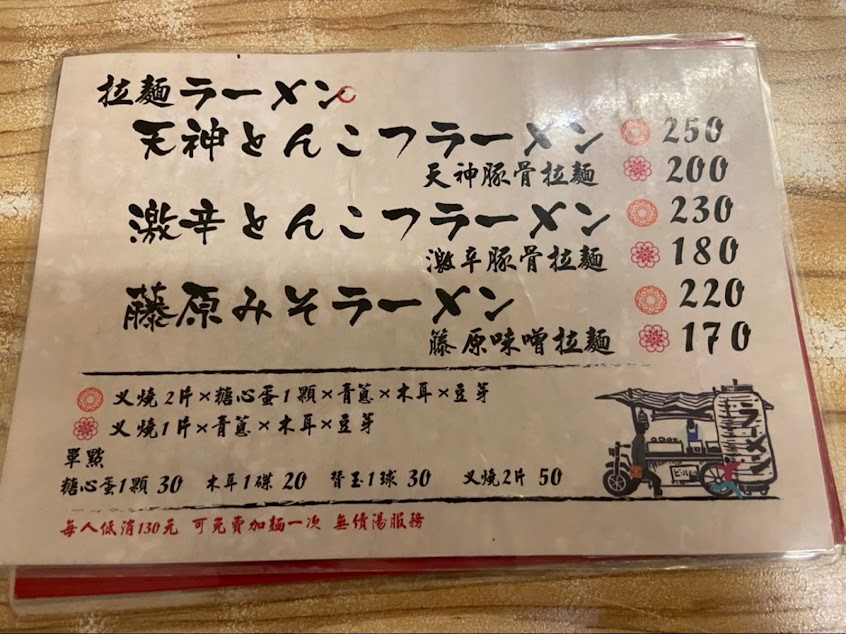 拉麵ラーメン
天神とんこつラーメン 250
天神豚骨拉麵 200
激辛とんこつラーメン 230
激辛豚骨拉麵 180
藤原みそラーメン 220
藤原味噌拉麵 170
叉燒2片×糖心蛋1顆×青蔥×木耳×豆芽
叉燒1片×青蔥×木耳×豆芽
單點
糖心蛋1顆 30 木耳1碟 20 替玉1球 30 叉燒2片 50
每人低消130元 可免費加麵一次 無續湯服務
ラーメン
ビール